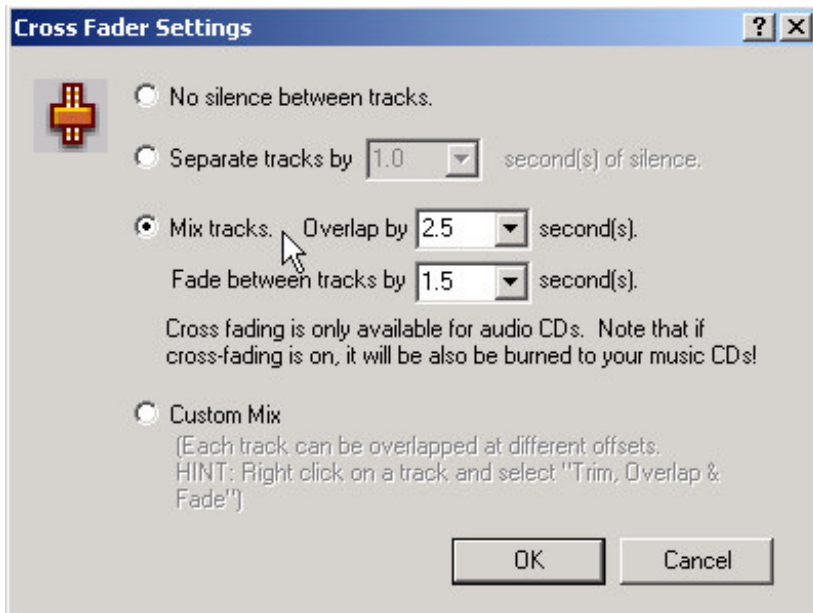 Cross Fader Settings
No silence between tracks.
Separate tracks by 1.0 second(s) of silence.
Mix tracks. Overlap by 2.5 second(s).
Fade between tracks by 1.5 second(s).
Cross fading is only available for audio CDs. Note that if
cross-fading is on, it will be also be burned to your music CDs!
Custom Mix
(Each track can be overlapped at different offsets.
HINT: Right click on a track and select "Trim, Overlap &
Fade")
OK Cancel